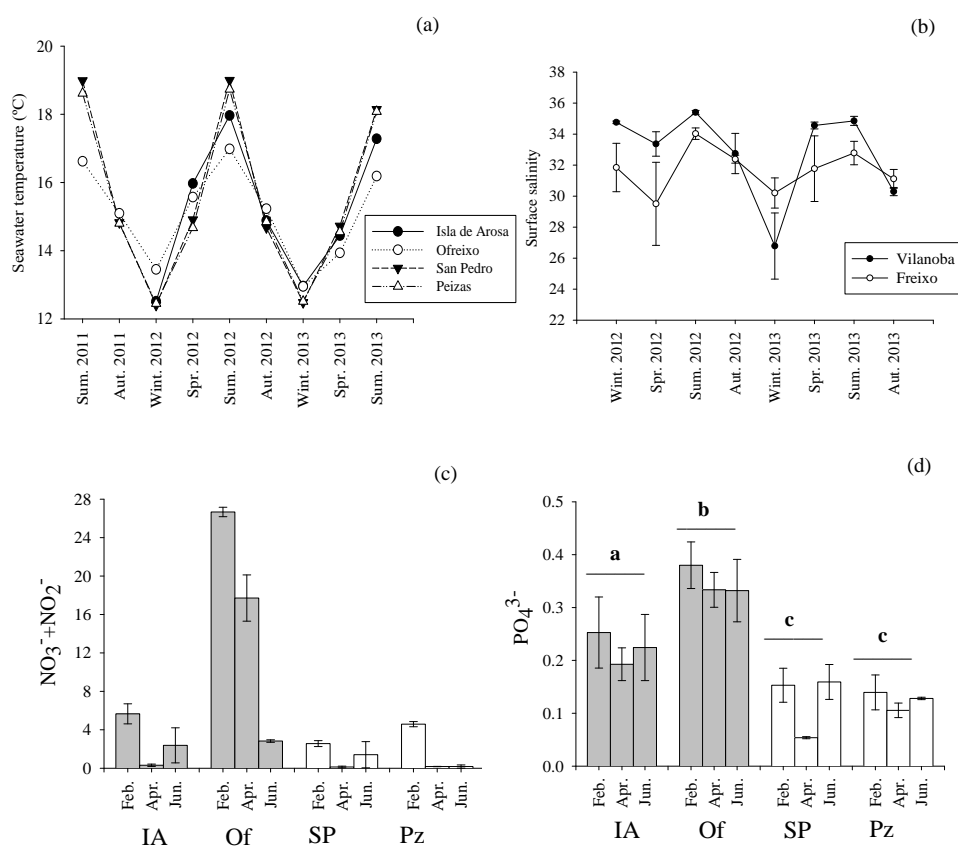 (a)
Seawater temperature (ºC)
20
18
16
14
12
Isla de Arosa
Ofreixo
San Pedro
Peizas
Sum. 2011
Aut. 2011
Wint. 2012
Spr. 2012
Sum. 2012
Aut. 2012
Wint. 2013
Spr. 2013
Sum. 2013
(b)
Surface salinity
38
36
34
32
30
28
26
24
22
Vilanoba
Freixo
Wint. 2012
Spr. 2012
Sum. 2012
Aut. 2012
Wint. 2013
Spr. 2013
Sum. 2013
Aut. 2013
(c)
NO₃⁻+NO₂⁻
28
24
20
16
12
8
4
0
Feb. Apr. Jun. Feb. Apr. Jun. Feb. Apr. Jun. Feb. Apr. Jun.
IA Of SP Pz
(d)
PO₄³⁻
0.5
0.4
0.3
0.2
0.1
0.0
a
b
c
c
Feb. Apr. Jun. Feb. Apr. Jun. Feb. Apr. Jun. Feb. Apr. Jun.
IA Of SP Pz